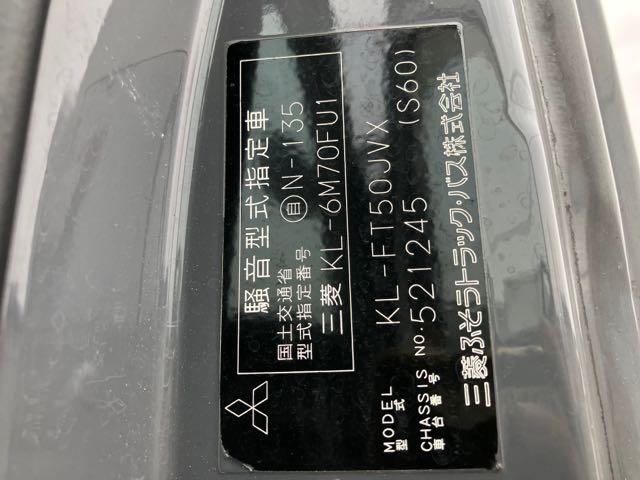 騒音型式指定車
国土交通省
型式指定番号 自N-135
三菱 KL-6M70FU1
MODEL
型式 KL-FT50JVX
CHASSIS NO.
車台番号 521245 (S60)
三菱ふそうトラック・バス株式会社